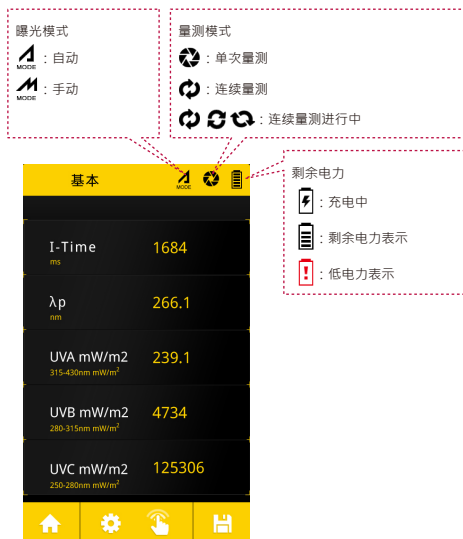 曝光模式
MODE：自动
MODE：手动
量测模式
：单次量测
：连续量测
：连续量测进行中
剩余电力
：充电中
：剩余电力表示
：低电力表示
基本
MODE
I-Time 1684
ms
λp 266.1
nm
UVA mW/m2 239.1
315-430nm mW/m²
UVB mW/m2 4734
280-315nm mW/m²
UVC mW/m2 125306
250-280nm mW/m²